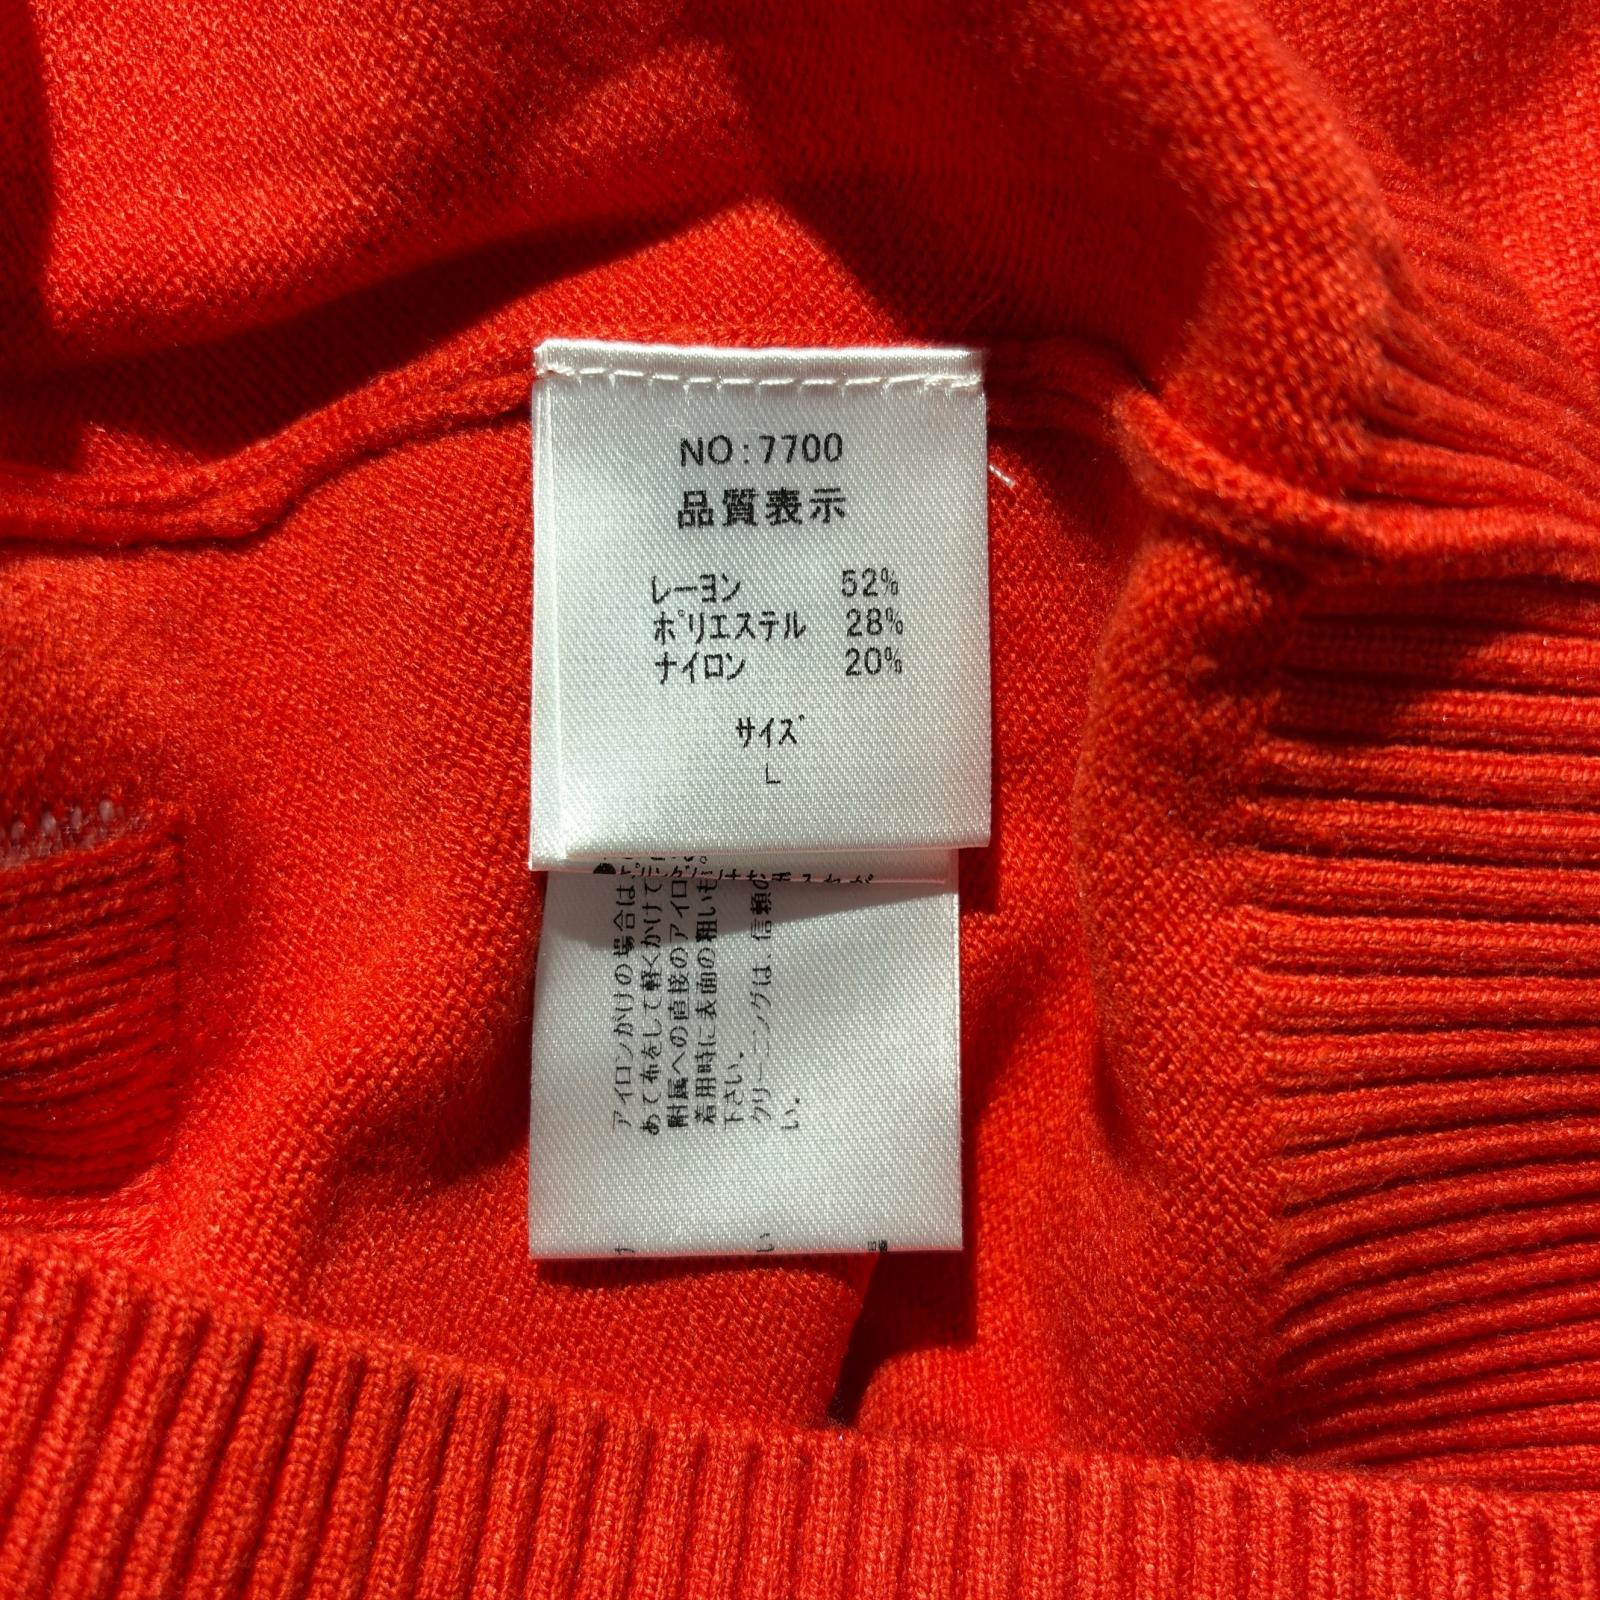 NO:7700
品質表示
レーヨン 52%
ポリエステル 28%
ナイロン 20%
サイズ
L
アイロンがけの場合は、
あて布をして軽くかけて
附属への直接のアイロ
着用時に表面の粗いも
下さい。
クリーニングは、信頼の
い。